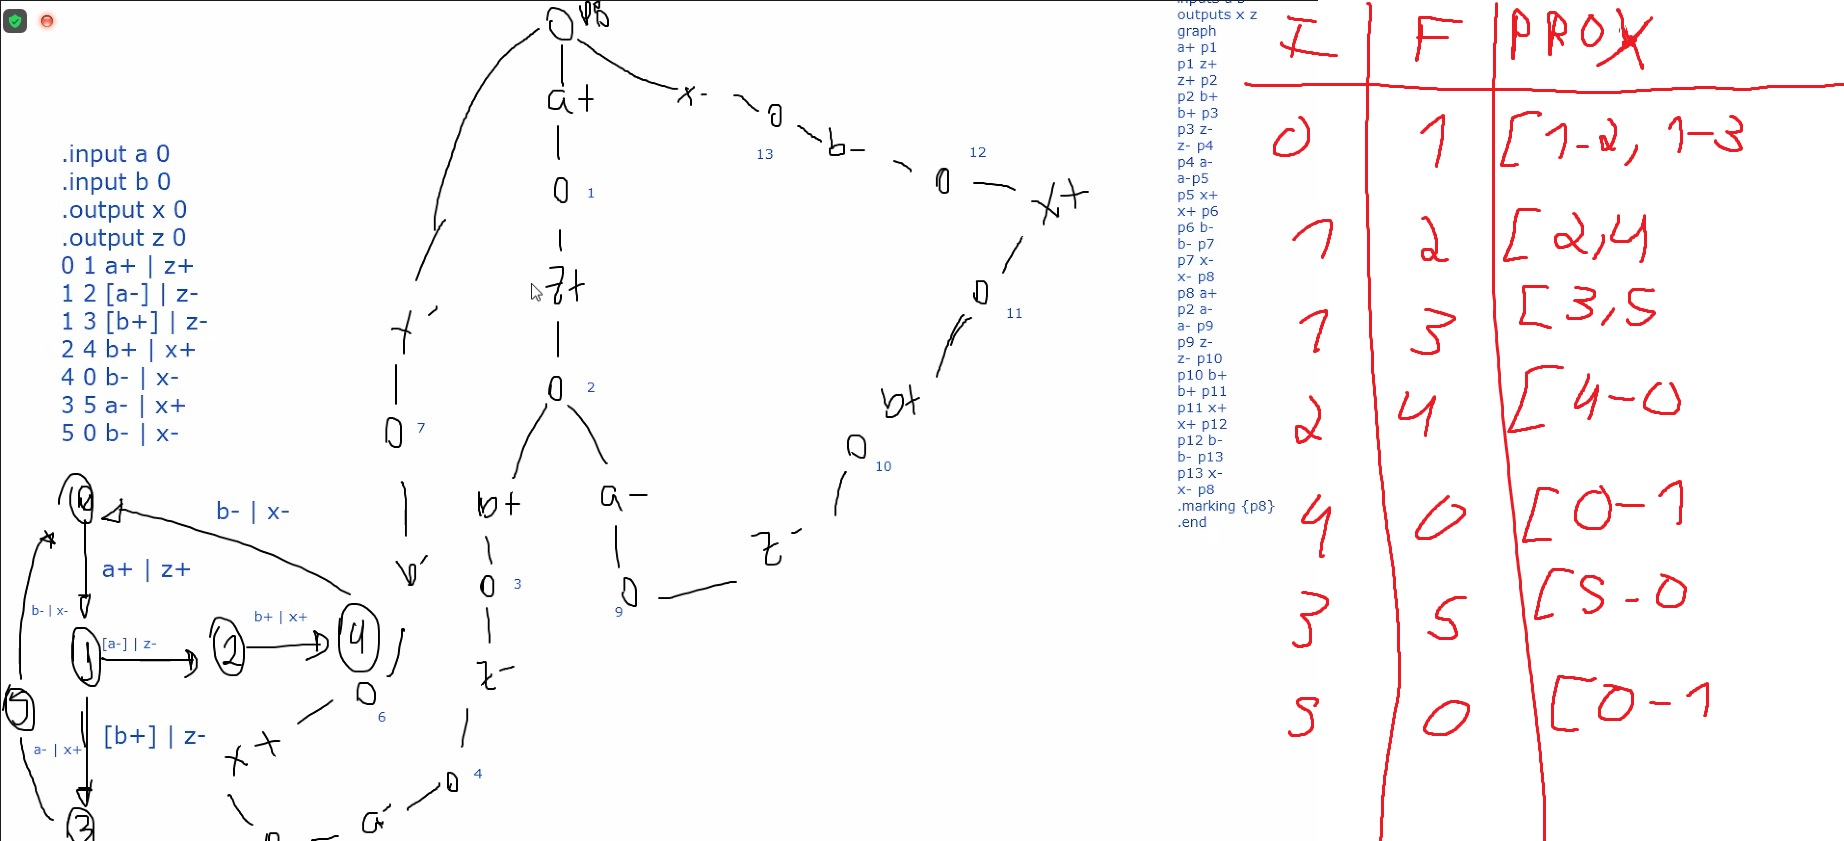 .input a 0
.input b 0
.output x 0
.output z 0
0 1 a+ | z+
1 2 [a-] | z-
1 3 [b+] | z-
2 4 b+ | x+
4 0 b- | x-
3 5 a- | x+
5 0 b- | x-
b- | x-
a+ | z+
b- | x-
[a-] | z-
b+ | x+
1
2
4
5
a- | x+
[b+] | z-
3
P8
a+
0
1
z+
0
2
b+
a-
0
3
0
9
z-
0
4
a-
x+
0
6
b-
0
7
x-
x-
0
13
b-
0
12
x+
0
11
b+
0
10
z-
outputs x z
graph
a+ p1
p1 z+
z+ p2
p2 b+
b+ p3
p3 z-
z- p4
p4 a-
a-p5
p5 x+
x+ p6
p6 b-
b- p7
p7 x-
x- p8
p8 a+
p2 a-
a- p9
p9 z-
z- p10
p10 b+
b+ p11
p11 x+
x+ p12
p12 b-
b- p13
p13 x-
x- p8
.marking {p8}
.end
I F PROX
0 1 [1-2, 1-3
1 2 [2,4
1 3 [3,5
2 4 [4-0
4 0 [0-1
3 5 [5-0
5 0 [0-1